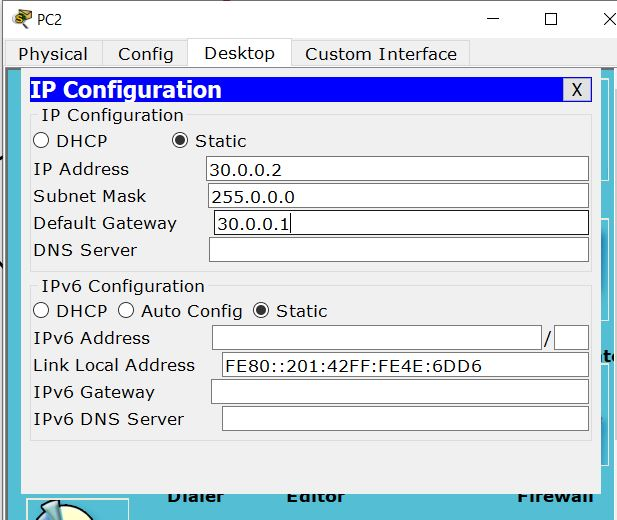 PC2
Physical Config Desktop Custom Interface
IP Configuration X
IP Configuration
DHCP Static
IP Address 30.0.0.2
Subnet Mask 255.0.0.0
Default Gateway 30.0.0.1
DNS Server
IPv6 Configuration
DHCP Auto Config Static
IPv6 Address /
Link Local Address FE80::201:42FF:FE4E:6DD6
IPv6 Gateway
IPv6 DNS Server
Dialer Editor Firewall